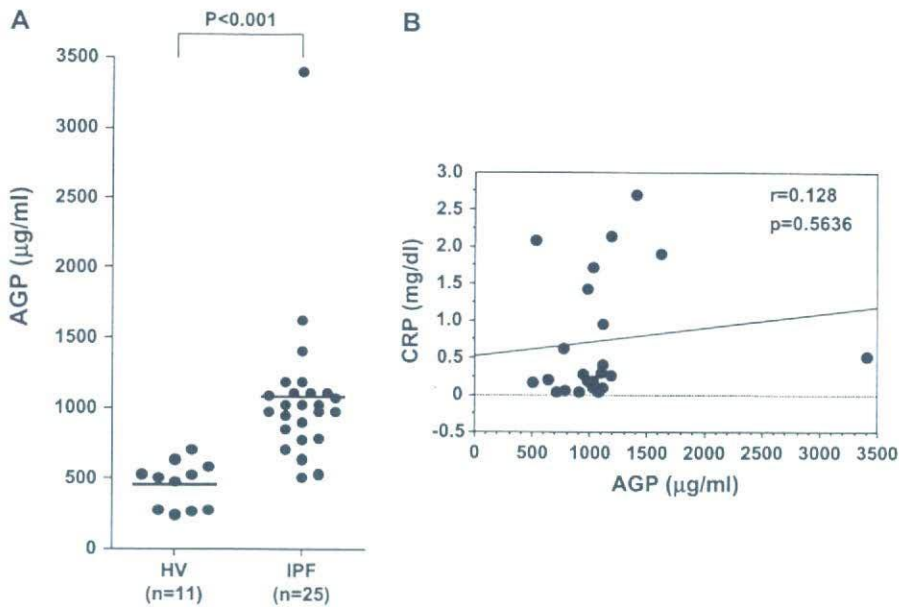 A
P<0.001
3500
3000
2500
2000
1500
1000
500
0
AGP (μg/ml)
HV
(n=11)
IPF
(n=25)
B
3.0
2.5
2.0
1.5
1.0
0.5
0
-0.5
CRP (mg/dl)
r=0.128
p=0.5636
0 500 1000 1500 2000 2500 3000 3500
AGP (μg/ml)